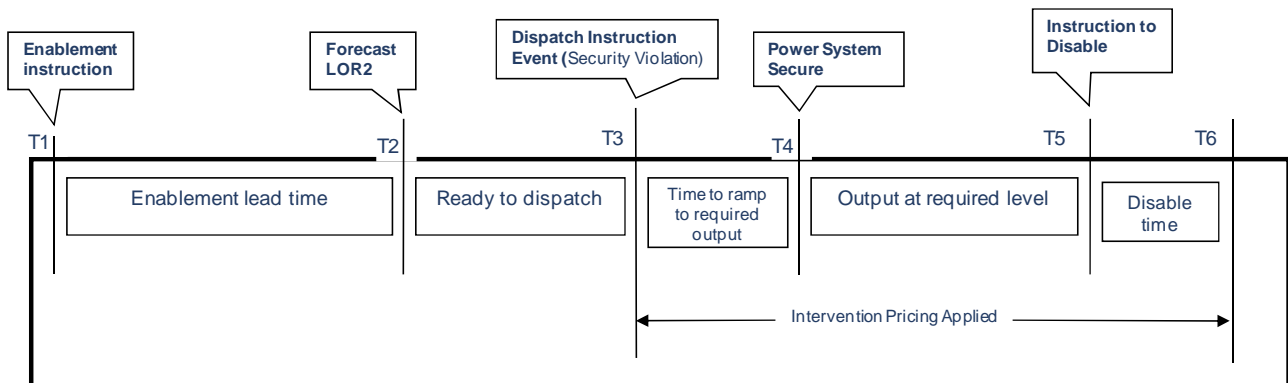 Enablement
instruction
Forecast
LOR2
Dispatch Instruction
Event (Security Violation)
Power System
Secure
Instruction to
Disable
T1
T2
T3
T4
T5
T6
Enablement lead time
Ready to dispatch
Time to ramp
to required
output
Output at required level
Disable
time
Intervention Pricing Applied